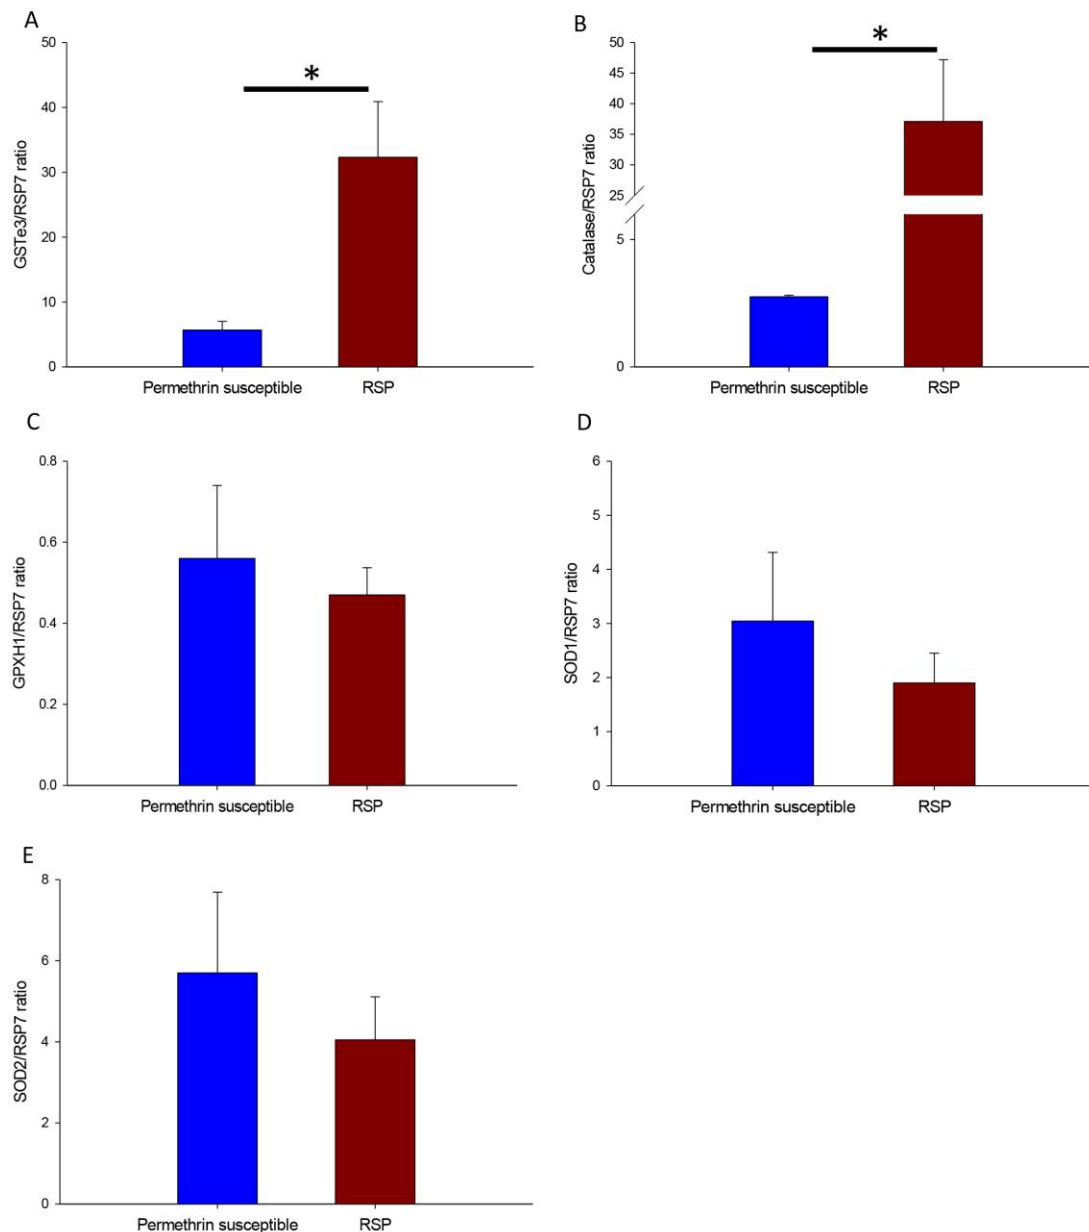 A
50
40
30
20
10
0
GSTe3/RSP7 ratio
*
Permethrin susceptible
RSP
B
50
45
40
35
30
25
5
0
Catalase/RSP7 ratio
*
Permethrin susceptible
RSP
C
0.8
0.6
0.4
0.2
0.0
GPXH1/RSP7 ratio
Permethrin susceptible
RSP
D
6
5
4
3
2
1
0
SOD1/RSP7 ratio
Permethrin susceptible
RSP
E
8
6
4
2
0
SOD2/RSP7 ratio
Permethrin susceptible
RSP